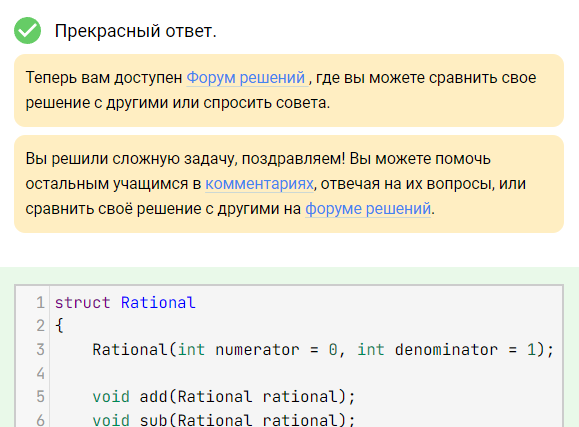 Прекрасный ответ.
Теперь вам доступен Форум решений , где вы можете сравнить свое
решение с другими или спросить совета.
Вы решили сложную задачу, поздравляем! Вы можете помочь
остальным учащимся в комментариях, отвечая на их вопросы, или
сравнить своё решение с другими на форуме решений.
1 struct Rational
2 {
3     Rational(int numerator = 0, int denominator = 1);
4
5     void add(Rational rational);
6     void sub(Rational rational);